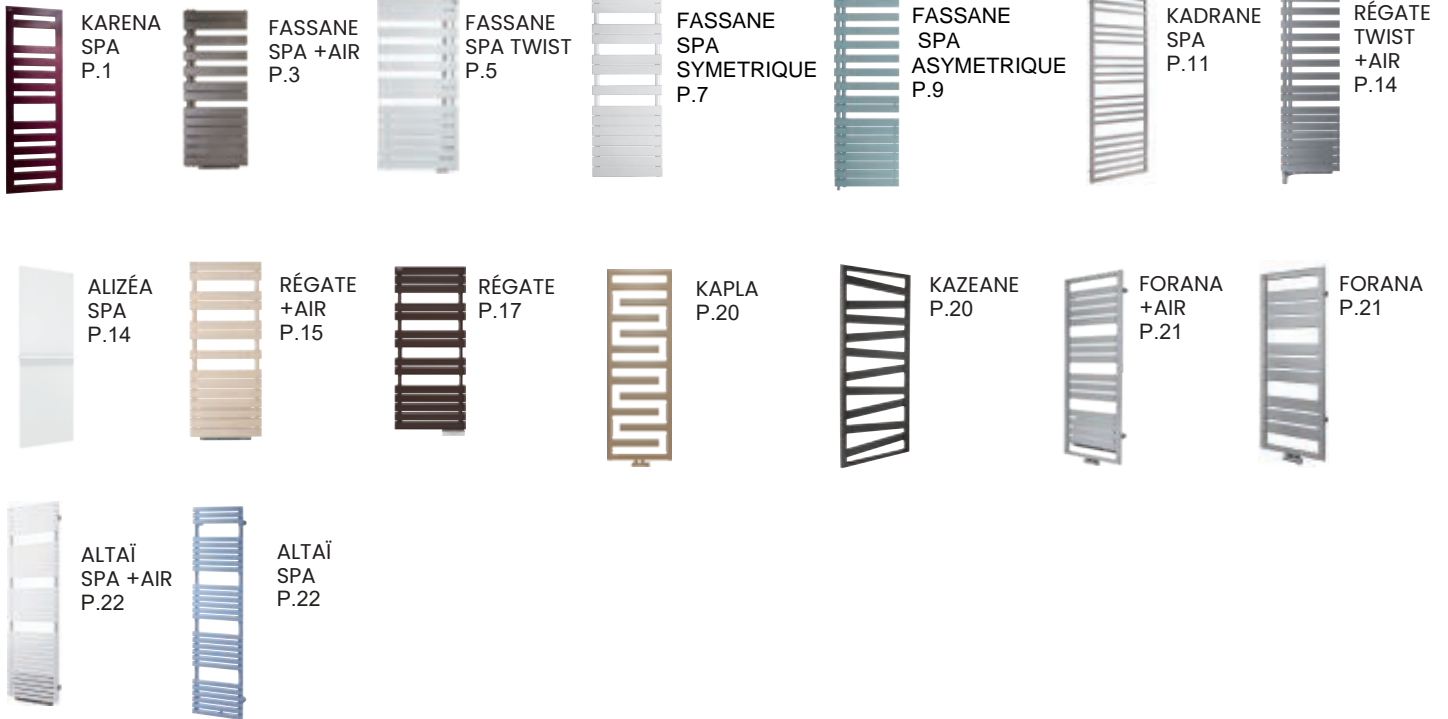 KARENA
SPA
P.1
FASSANE
SPA +AIR
P.3
FASSANE
SPA TWIST
P.5
FASSANE
SPA
SYMETRIQUE
P.7
FASSANE
SPA
ASYMETRIQUE
P.9
KADRANE
SPA
P.11
RÉGATE
TWIST
+AIR
P.14
ALIZÉA
SPA
P.14
RÉGATE
+AIR
P.15
RÉGATE
P.17
KAPLA
P.20
KAZEANE
P.20
FORANA
+AIR
P.21
FORANA
P.21
ALTAÏ
SPA +AIR
P.22
ALTAÏ
SPA
P.22